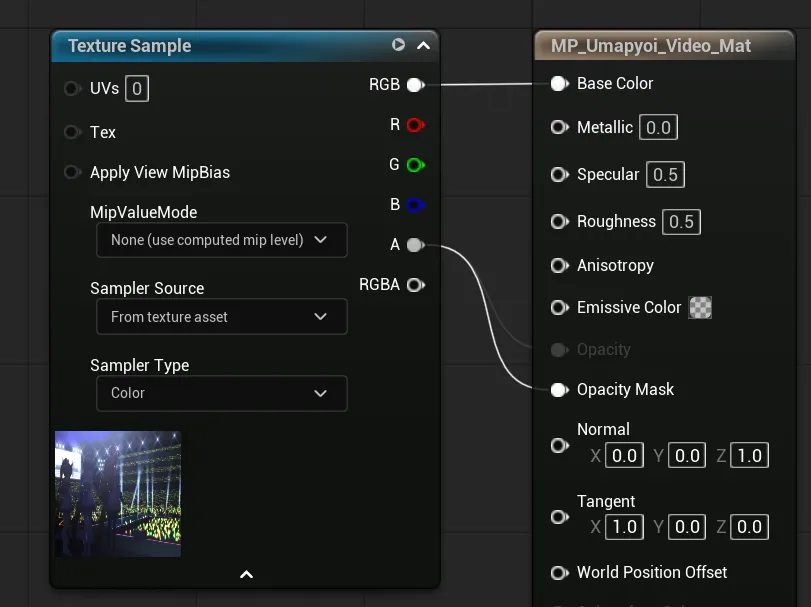 Texture Sample
UVs 0
Tex
Apply View MipBias
MipValueMode
None (use computed mip level)
Sampler Source
From texture asset
Sampler Type
Color
RGB
R
G
B
A
RGBA
MP_Umapyoi_Video_Mat
Base Color
Metallic 0.0
Specular 0.5
Roughness 0.5
Anisotropy
Emissive Color
Opacity
Opacity Mask
Normal
X 0.0 Y 0.0 Z 1.0
Tangent
X 1.0 Y 0.0 Z 0.0
World Position Offset